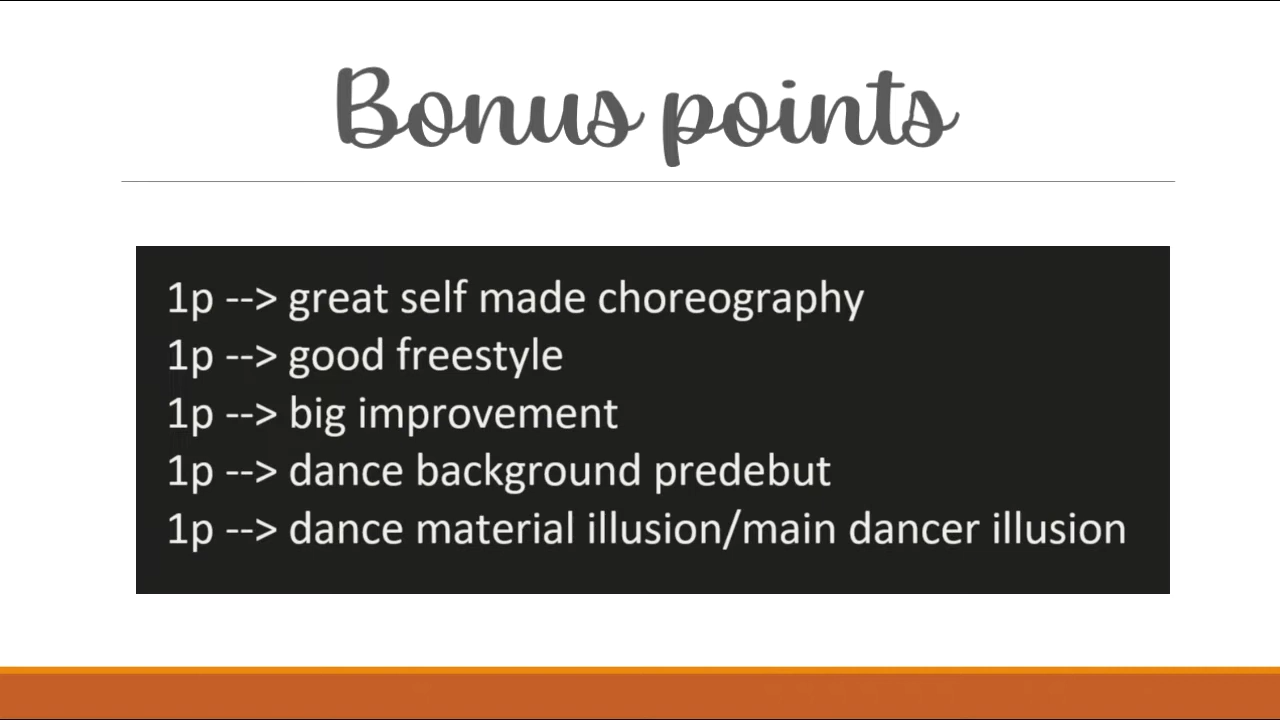 Bonus points
1p --> great self made choreography
1p --> good freestyle
1p --> big improvement
1p --> dance background predebut
1p --> dance material illusion/main dancer illusion